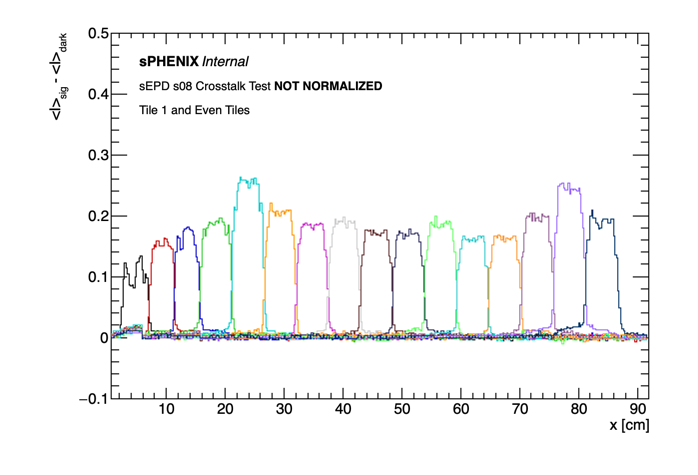 <I>sig - <I>dark
0.5
sPHENIX Internal
sEPD s08 Crosstalk Test NOT NORMALIZED
0.4
Tile 1 and Even Tiles
0.3
0.2
0.1
0
−0.1
10 20 30 40 50 60 70 80 90
x [cm]